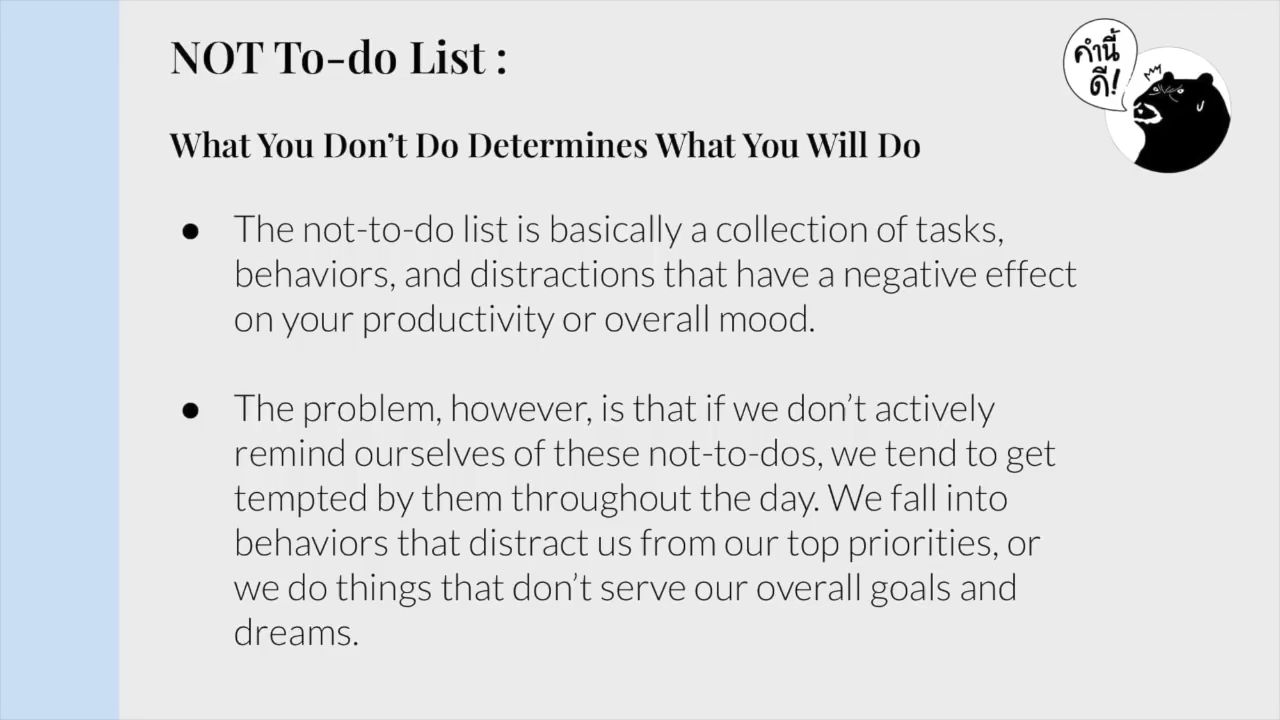 NOT To-do List :
คำนี้
ดี!
What You Don’t Do Determines What You Will Do
● The not-to-do list is basically a collection of tasks,
behaviors, and distractions that have a negative effect
on your productivity or overall mood.
● The problem, however, is that if we don’t actively
remind ourselves of these not-to-dos, we tend to get
tempted by them throughout the day. We fall into
behaviors that distract us from our top priorities, or
we do things that don’t serve our overall goals and
dreams.